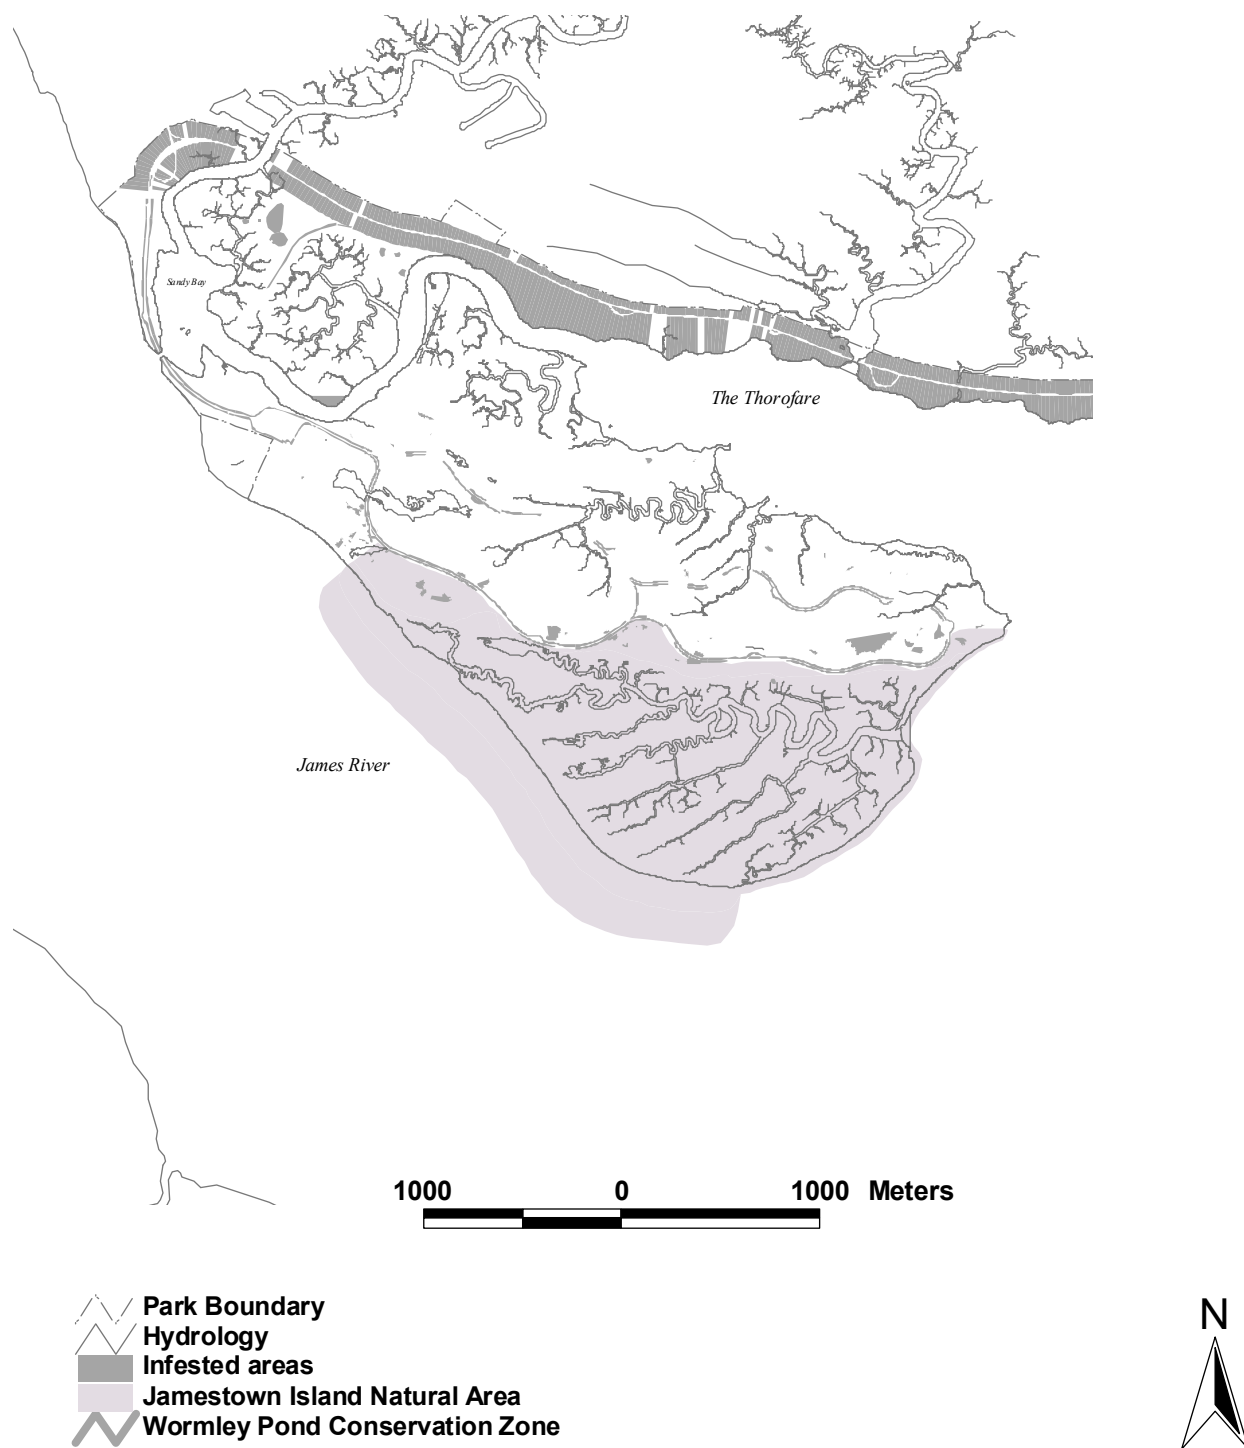 Sandy Bay
The Thorofare
James River
1000 0 1000 Meters
Park Boundary
Hydrology
Infested areas
Jamestown Island Natural Area
Wormley Pond Conservation Zone
N